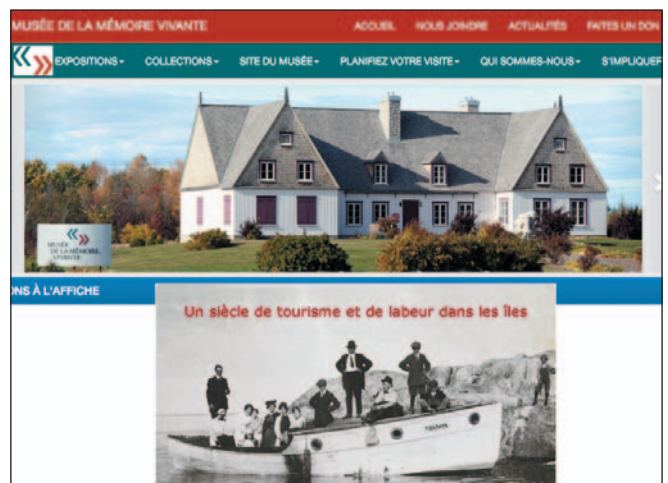 MUSÉE DE LA MÉMOIRE VIVANTE ACCUEIL NOUS JOINDRE ACTUALITÉS FAITES UN DON
EXPOSITIONS COLLECTIONS SITE DU MUSÉE PLANIFIEZ VOTRE VISITE QUI SOMMES-NOUS S'IMPLIQUER
MUSÉE
DE LA MÉMOIRE
VIVANTE
NS À L'AFFICHE
Un siècle de tourisme et de labeur dans les îles